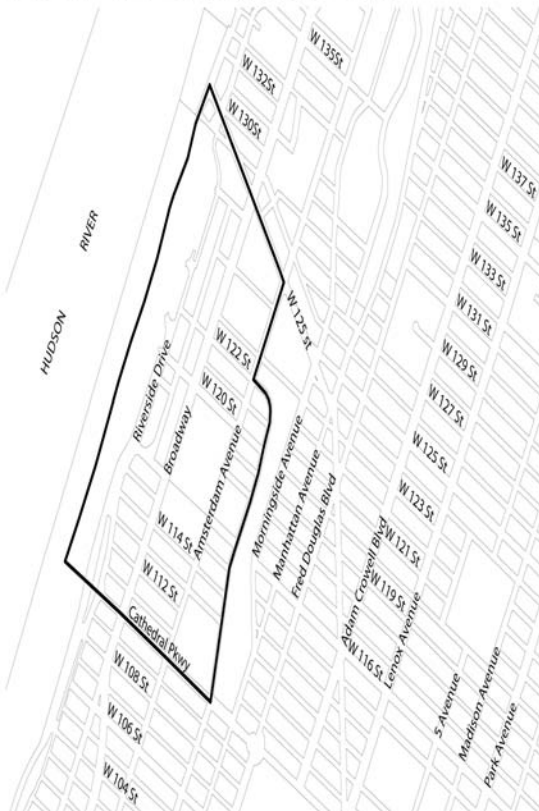 W 135St
W 132St
W 130St
W 137 St
W 135 St
W 133 St
W 131 St
W 129 St
W 127 St
W 125 St
W 123 St
W 121 St
W 119 St
W 116 St
HUDSON
RIVER
W 125 st
W 122 St
W 120 St
Riverside Drive
Broadway
Amsterdam Avenue
Morningside Avenue
Manhattan Avenue
Fred Douglas Blvd
Adam Crowell Blvd
Lenox Avenue
W 114 St
W 112 St
Cathedral Pkwy
W 108 St
W 106 St
W 104 St
S Avenue
Madison Avenue
Park Avenue